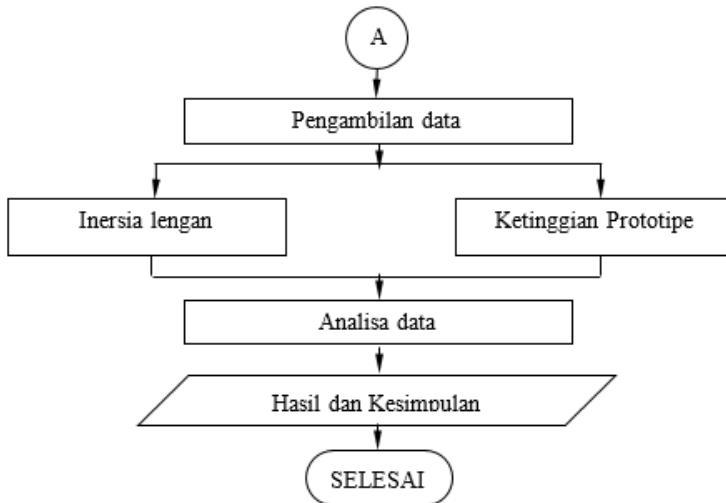 A
Pengambilan data
Inersia lengan
Ketinggian Prototipe
Analisa data
Hasil dan Kesimpulan
SELESAI